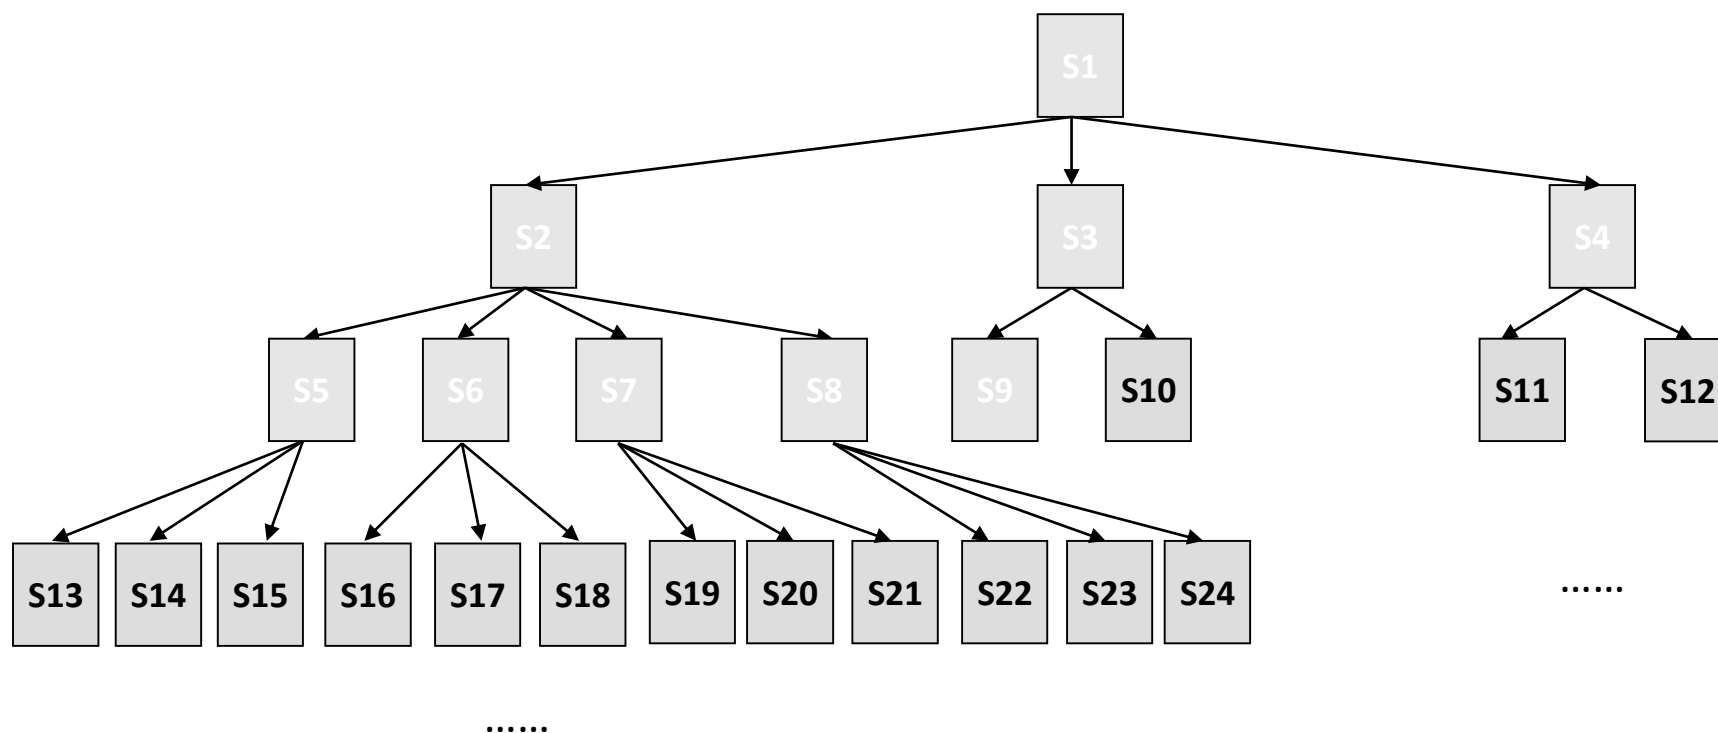 S1
S2 S3 S4
S5 S6 S7 S8 S9 S10 S11 S12
S13 S14 S15 S16 S17 S18 S19 S20 S21 S22 S23 S24 ......
......